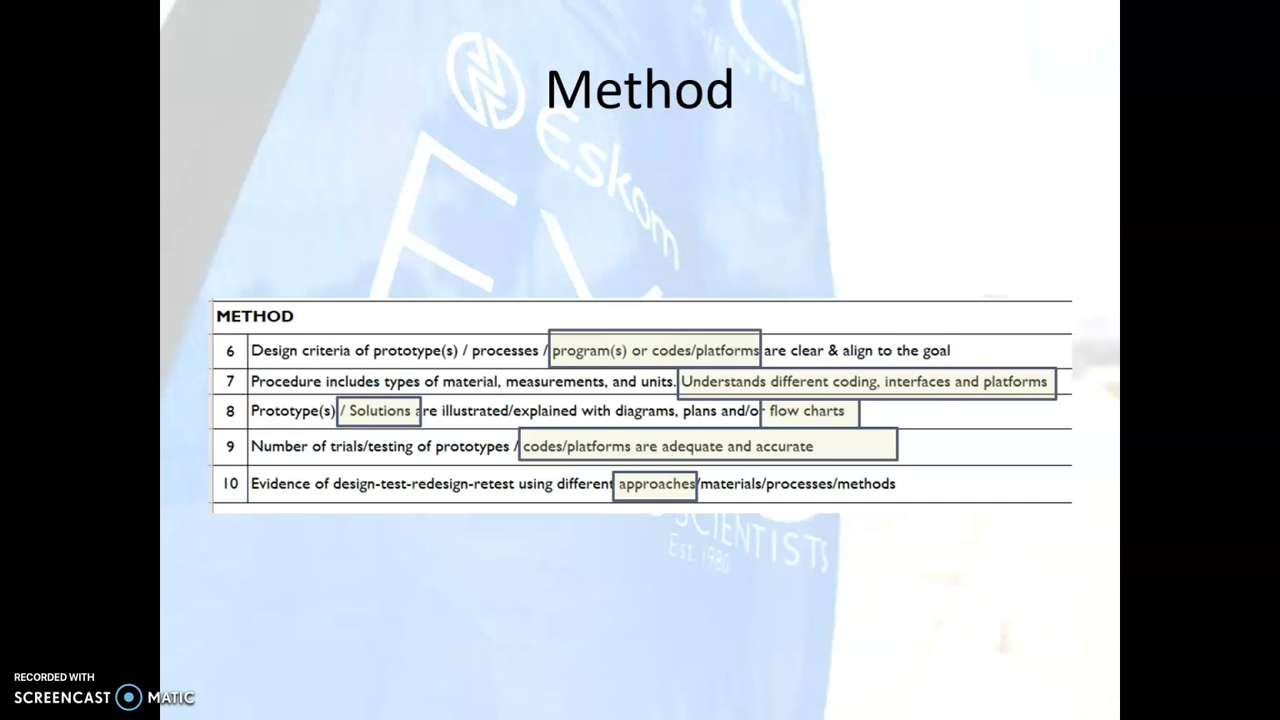 Method
Eskom
EX
METHOD
6 Design criteria of prototype(s) / processes / program(s) or codes/platforms are clear & align to the goal
7 Procedure includes types of material, measurements, and units. Understands different coding, interfaces and platforms
8 Prototype(s) / Solutions are illustrated/explained with diagrams, plans and/or flow charts
9 Number of trials/testing of prototypes / codes/platforms are adequate and accurate
10 Evidence of design-test-redesign-retest using different approaches/materials/processes/methods
SCIENTISTS
Est. 1980
RECORDED WITH
SCREENCAST MATIC